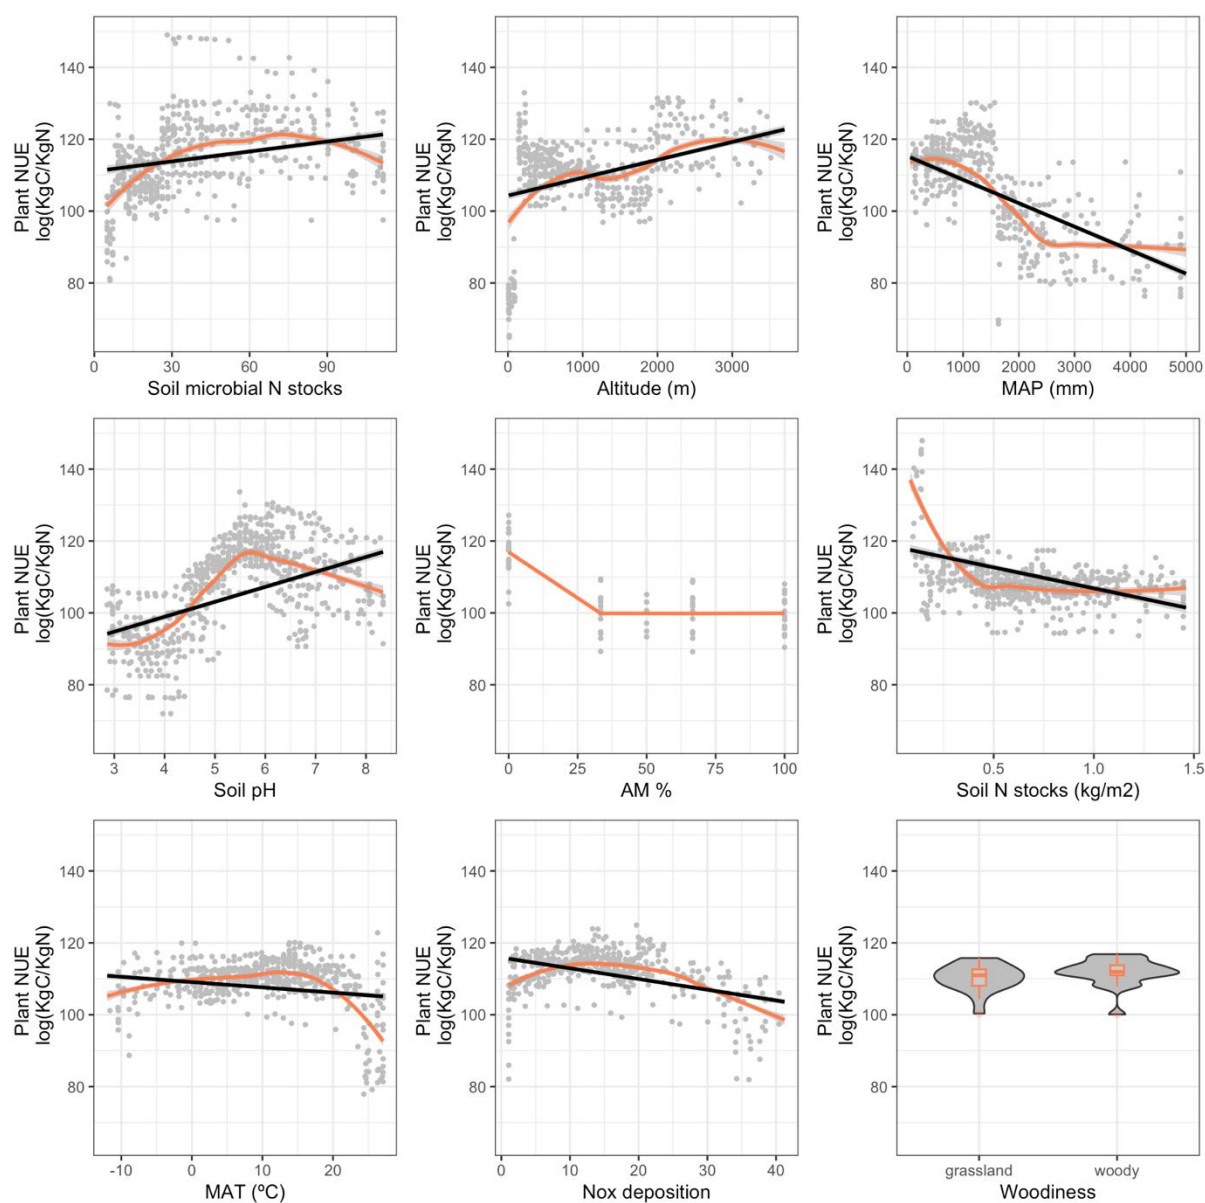 Plant NUE
log(KgC/KgN)
140
120
100
80
0 30 60 90
Soil microbial N stocks
Plant NUE
log(KgC/KgN)
140
120
100
80
0 1000 2000 3000
Altitude (m)
Plant NUE
log(KgC/KgN)
140
120
100
80
0 1000 2000 3000 4000 5000
MAP (mm)
Plant NUE
log(KgC/KgN)
140
120
100
80
3 4 5 6 7 8
Soil pH
Plant NUE
log(KgC/KgN)
140
120
100
80
0 25 50 75 100
AM %
Plant NUE
log(KgC/KgN)
140
120
100
80
0.5 1.0 1.5
Soil N stocks (kg/m2)
Plant NUE
log(KgC/KgN)
140
120
100
80
-10 0 10 20
MAT (ºC)
Plant NUE
log(KgC/KgN)
140
120
100
80
0 10 20 30 40
Nox deposition
Plant NUE
log(KgC/KgN)
140
120
100
80
grassland woody
Woodiness